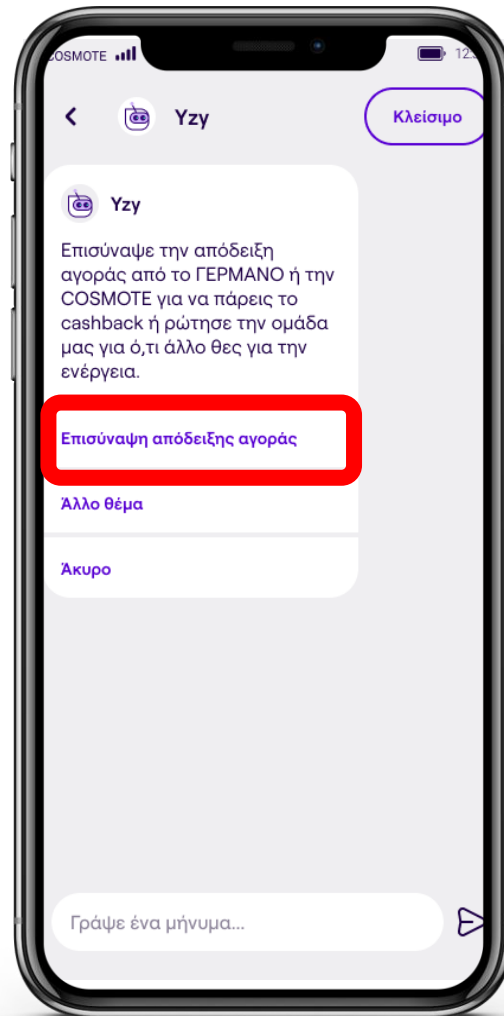 COSMOTE
Yzy
Κλείσιμο
Yzy
Επισύναψε την απόδειξη
αγοράς από το ΓΕΡΜΑΝΟ ή την
COSMOTE για να πάρεις το
cashback ή ρώτησε την ομάδα
μας για ό,τι άλλο θες για την
ενέργεια.
Επισύναψη απόδειξης αγοράς
Άλλο θέμα
Άκυρο
Γράψε ένα μήνυμα...